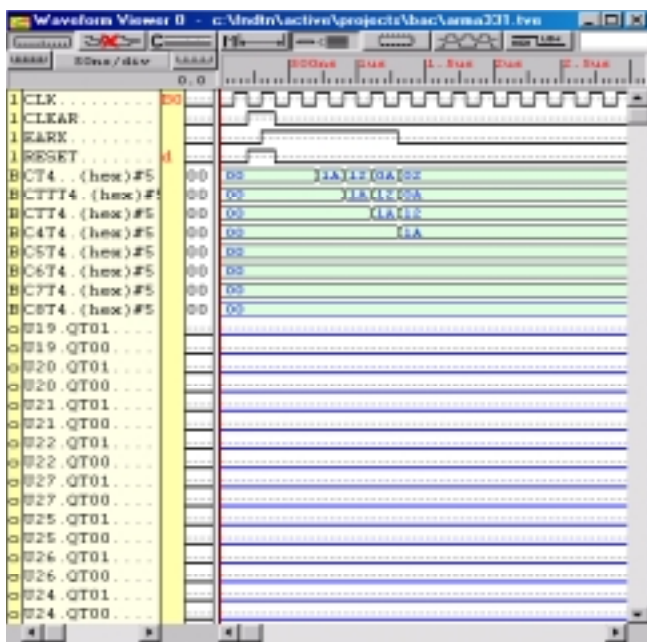 Waveform Viewer 0 - c:\lndtn\active\projects\bac\arma331.tve
50ns/div
0.0
500ns 1us 1.5us 2us 2.5us
1 CLK.........
1 CLKAR.......
1 RESET.......
B CT4..(hex)#5 00 00 1A 12 0A 02
B CTTT4.(hex)#5 00 00 1A 12 0A
B CTT4.(hex)#5 00 00 1A 12
B C4T4.(hex)#5 00 00 1A
B C5T4.(hex)#5 00 00
B C6T4.(hex)#5 00 00
B C7T4.(hex)#5 00 00
B C8T4.(hex)#5 00 00
o U19.QT01....
o U19.QT00....
o U20.QT01....
o U20.QT00....
o U21.QT01....
o U21.QT00....
o U22.QT01....
o U22.QT00....
o U27.QT01....
o U27.QT00....
o U25.QT01....
o U25.QT00....
o U26.QT01....
o U26.QT00....
o U24.QT01....
o U24.QT00....